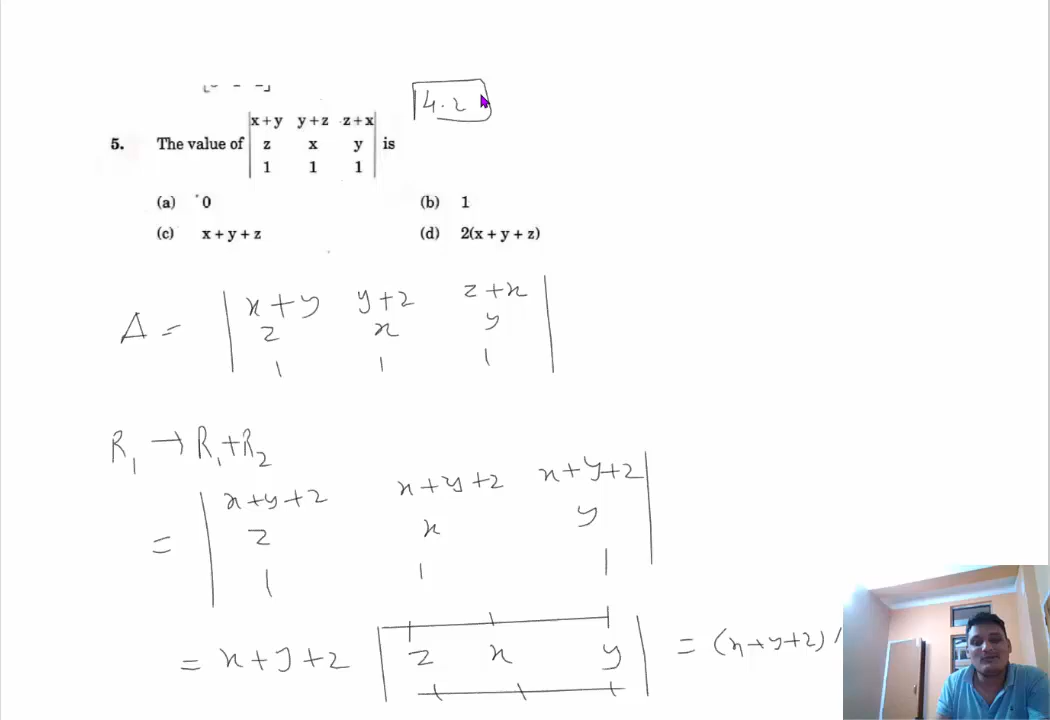 4.2
5. The value of |x+y y+z z+x| is
z x y
1 1 1
(a) 0 (b) 1
(c) x+y+z (d) 2(x+y+z)
x+y y+z z+x
Δ = z x y
1 1 1
R₁ → R₁+R₂
x+y+z x+y+z x+y+z
= z x y
1 1 1
1 1 1
= x+y+z | z x y | = (x+y+z)
1 1 1